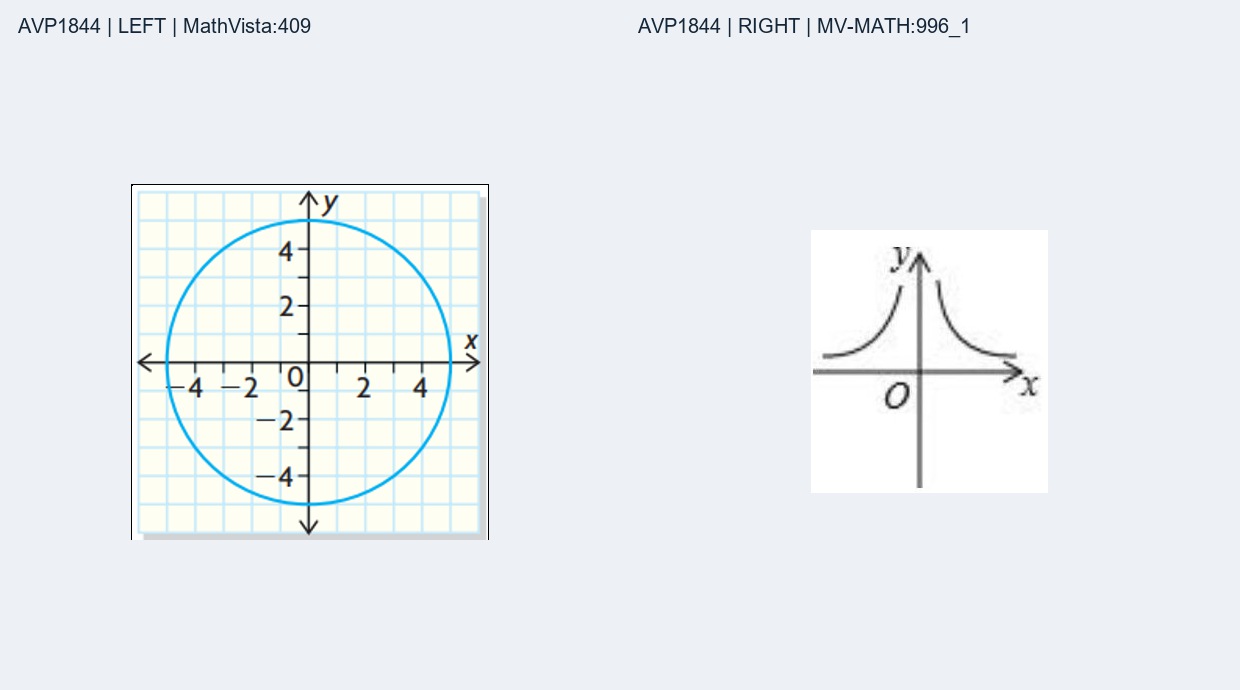 AVP1844 | LEFT | MathVista:409
AVP1844 | RIGHT | MV-MATH:996_1
y
4
2
x
−4 −2 0 2 4
−2
−4
y
O
x